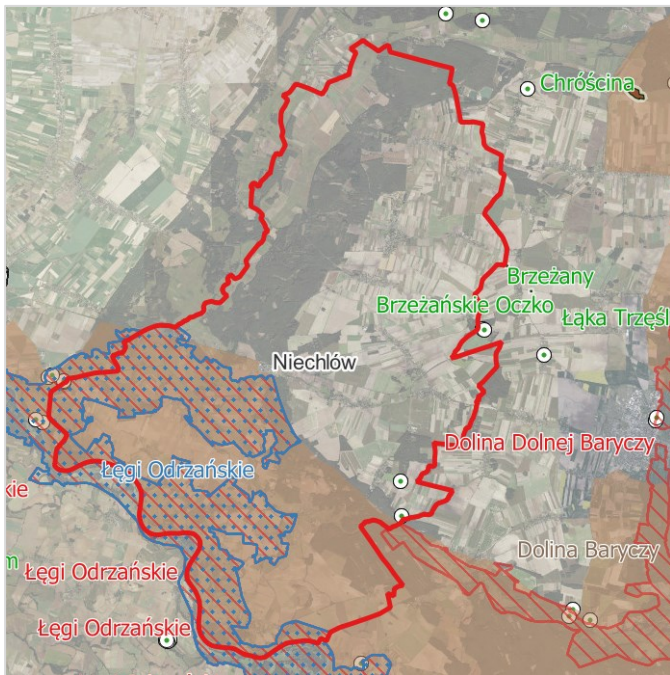 Chróścina
Brzeżany
Brzeżańskie Oczko
Łąka Trzęśl
Niechlów
Dolina Dolnej Baryczy
Łęgi Odrzańskie
kie
Dolina Baryczy
m
Łęgi Odrzańskie
Łęgi Odrzańskie